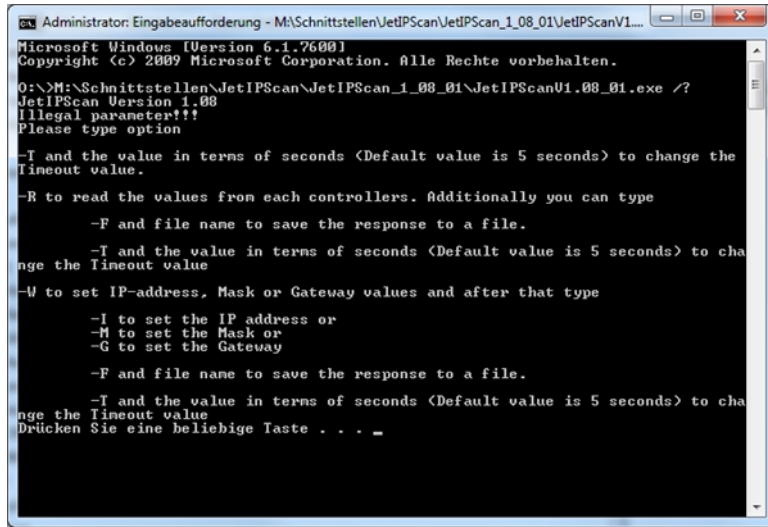 Administrator: Eingabeaufforderung - M:\Schnittstellen\JetIPScan\JetIPScan_1_08_01\JetIPScanV1....
Microsoft Windows [Version 6.1.7600]
Copyright (c) 2009 Microsoft Corporation. Alle Rechte vorbehalten.
O:\>M:\Schnittstellen\JetIPScan\JetIPScan_1_08_01\JetIPScanV1.08_01.exe /?
JetIPScan Version 1.08
Illegal parameter!!!
Please type option
-T and the value in terms of seconds (Default value is 5 seconds) to change the
Timeout value.
-R to read the values from each controllers. Additionally you can type
-F and file name to save the response to a file.
-T and the value in terms of seconds (Default value is 5 seconds) to cha
nge the Timeout value
-W to set IP-address, Mask or Gateway values and after that type
-I to set the IP address or
-M to set the Mask or
-G to set the Gateway
-F and file name to save the response to a file.
-T and the value in terms of seconds (Default value is 5 seconds) to cha
nge the Timeout value
Drücken Sie eine beliebige Taste . . . _